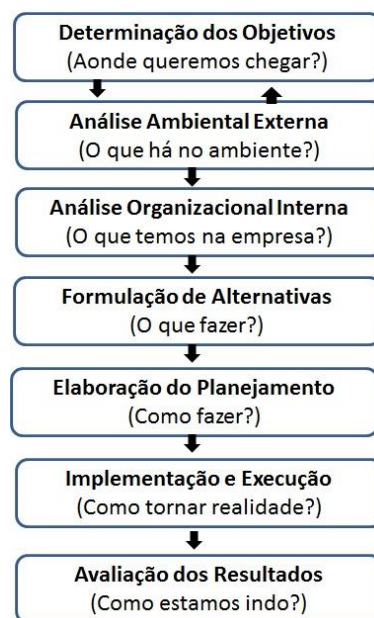 Determinação dos Objetivos
(Aonde queremos chegar?)
Análise Ambiental Externa
(O que há no ambiente?)
Análise Organizacional Interna
(O que temos na empresa?)
Formulação de Alternativas
(O que fazer?)
Elaboração do Planejamento
(Como fazer?)
Implementação e Execução
(Como tornar realidade?)
Avaliação dos Resultados
(Como estamos indo?)